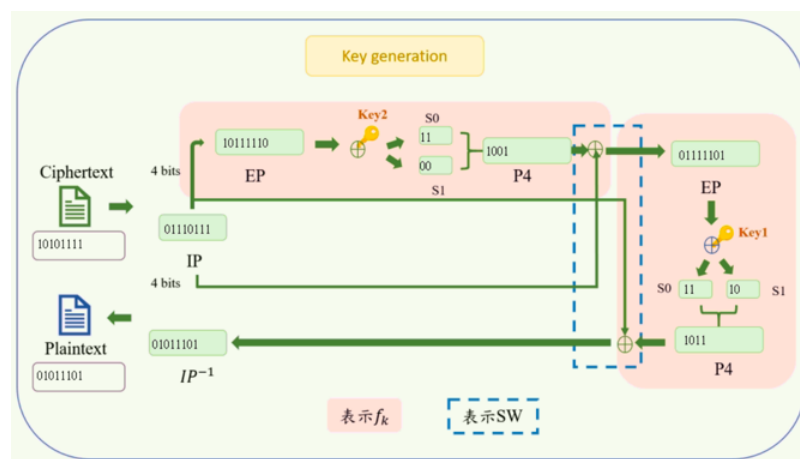 Key generation
Key2
S0
10111110
11
1001
01111101
4 bits
EP
00
P4
EP
Ciphertext
S1
10101111
01110111
Key1
IP
S0
11
10
S1
4 bits
01011101
1011
Plaintext
IP⁻¹
P4
01011101
表示fₖ
表示SW